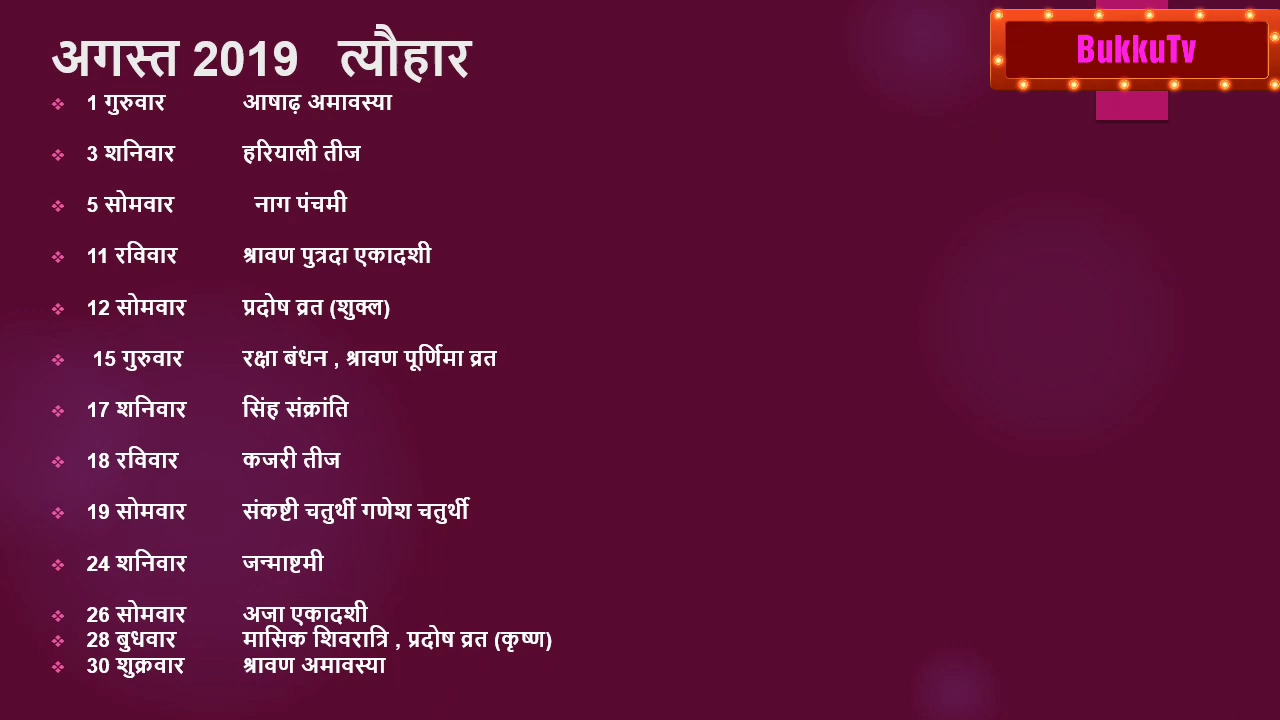 अगस्त 2019 त्यौहार
BukkuTv
1 गुरुवार आषाढ़ अमावस्या
3 शनिवार हरियाली तीज
5 सोमवार नाग पंचमी
11 रविवार श्रावण पुत्रदा एकादशी
12 सोमवार प्रदोष व्रत (शुक्ल)
15 गुरुवार रक्षा बंधन , श्रावण पूर्णिमा व्रत
17 शनिवार सिंह संक्रांति
18 रविवार कजरी तीज
19 सोमवार संकष्टी चतुर्थी गणेश चतुर्थी
24 शनिवार जन्माष्टमी
26 सोमवार अजा एकादशी
28 बुधवार मासिक शिवरात्रि , प्रदोष व्रत (कृष्ण)
30 शुक्रवार श्रावण अमावस्या